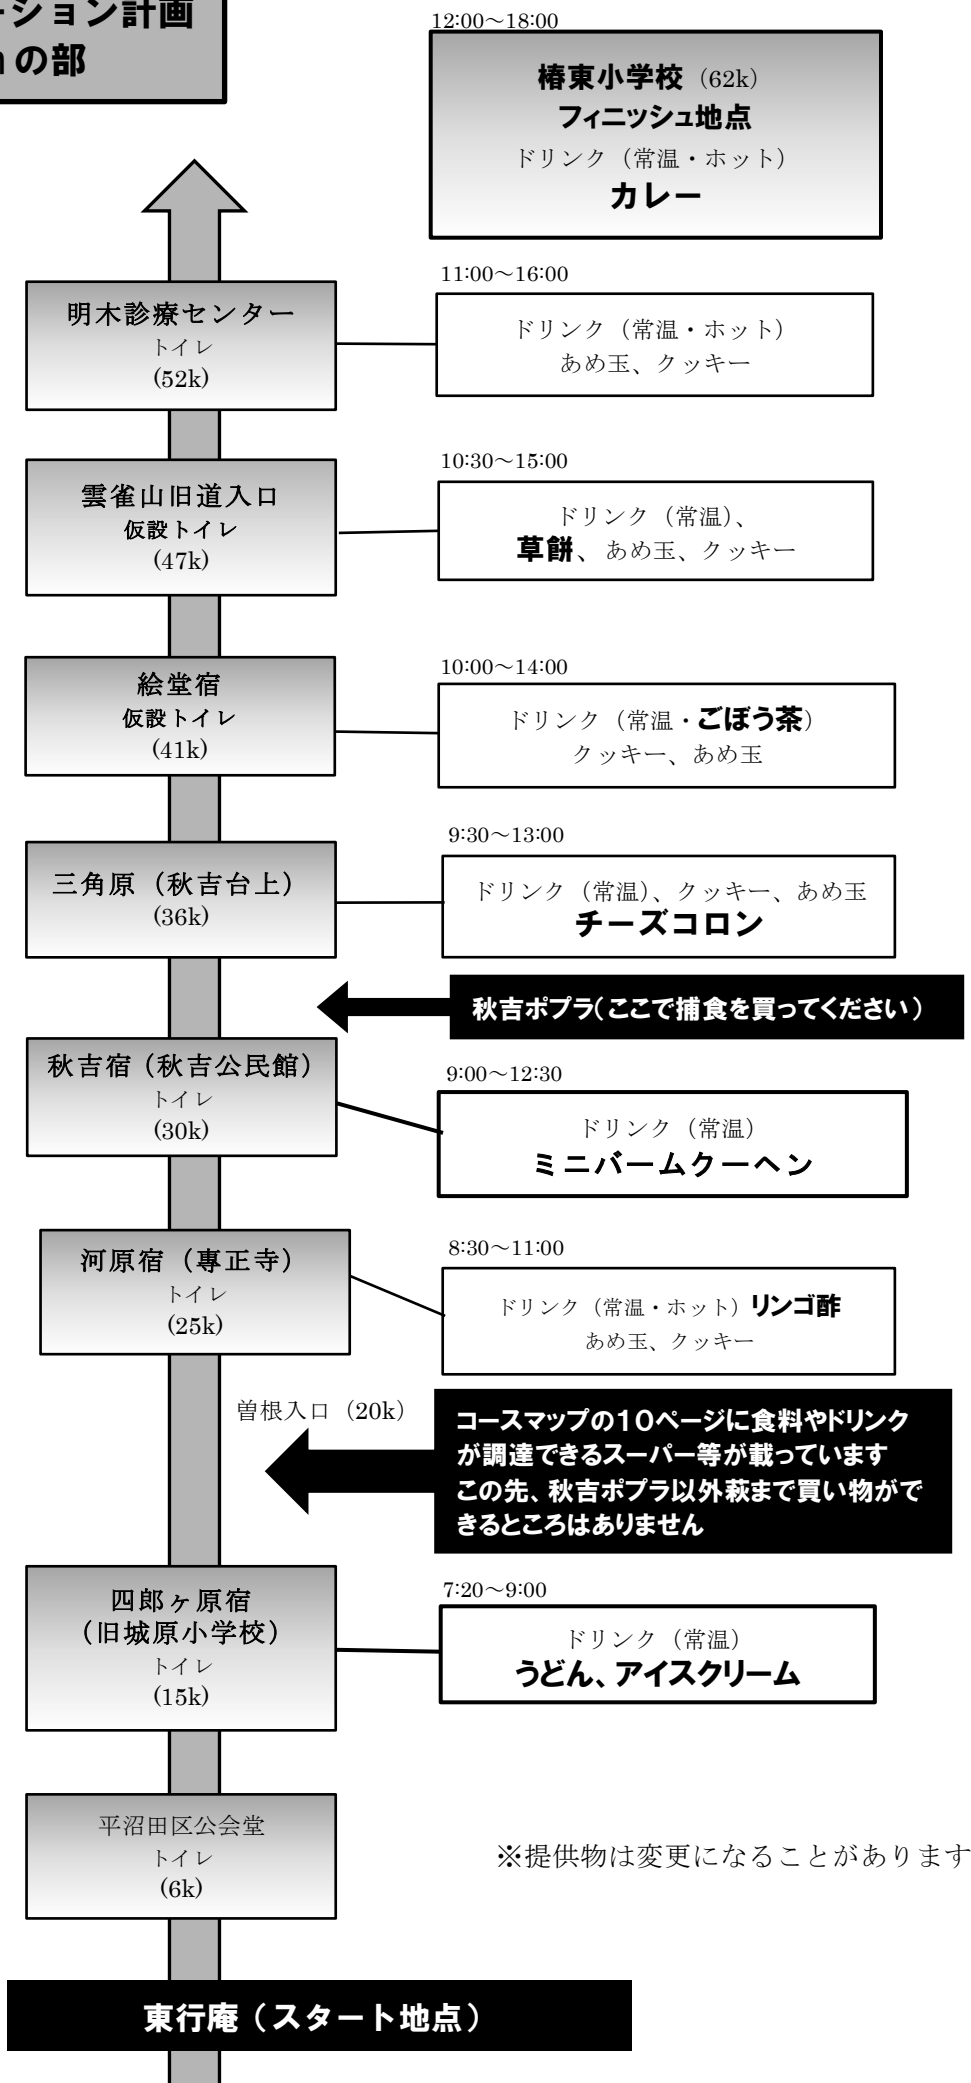 ーション計画
の部
12:00～18:00
椿東小学校（62k）
フィニッシュ地点
ドリンク（常温・ホット）
カレー
明木診療センター
トイレ
(52k)
11:00～16:00
ドリンク（常温・ホット）
あめ玉、クッキー
雲雀山旧道入口
仮設トイレ
(47k)
10:30～15:00
ドリンク（常温）、
草餅、あめ玉、クッキー
絵堂宿
仮設トイレ
(41k)
10:00～14:00
ドリンク（常温・ごぼう茶）
クッキー、あめ玉
三角原（秋吉台上）
(36k)
9:30～13:00
ドリンク（常温）、クッキー、あめ玉
チーズコロン
秋吉ポプラ（ここで捕食を買ってください）
秋吉宿（秋吉公民館）
トイレ
(30k)
9:00～12:30
ドリンク（常温）
ミニバームクーヘン
河原宿（専正寺）
トイレ
(25k)
8:30～11:00
ドリンク（常温・ホット）リンゴ酢
あめ玉、クッキー
曽根入口（20k）
コースマップの10ページに食料やドリンク
が調達できるスーパー等が載っています
この先、秋吉ポプラ以外萩まで買い物がで
きるところはありません
四郎ヶ原宿
（旧城原小学校）
トイレ
(15k)
7:20～9:00
ドリンク（常温）
うどん、アイスクリーム
平沼田区公会堂
トイレ
(6k)
※提供物は変更になることがあります
東行庵（スタート地点）